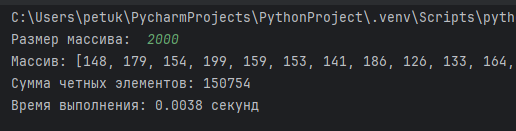 C:\Users\petuk\PycharmProjects\PythonProject\.venv\Scripts\pyth
Размер массива:  2000
Массив: [148, 179, 154, 199, 159, 153, 141, 186, 126, 133, 164,
Сумма четных элементов: 150754
Время выполнения: 0.0038 секунд